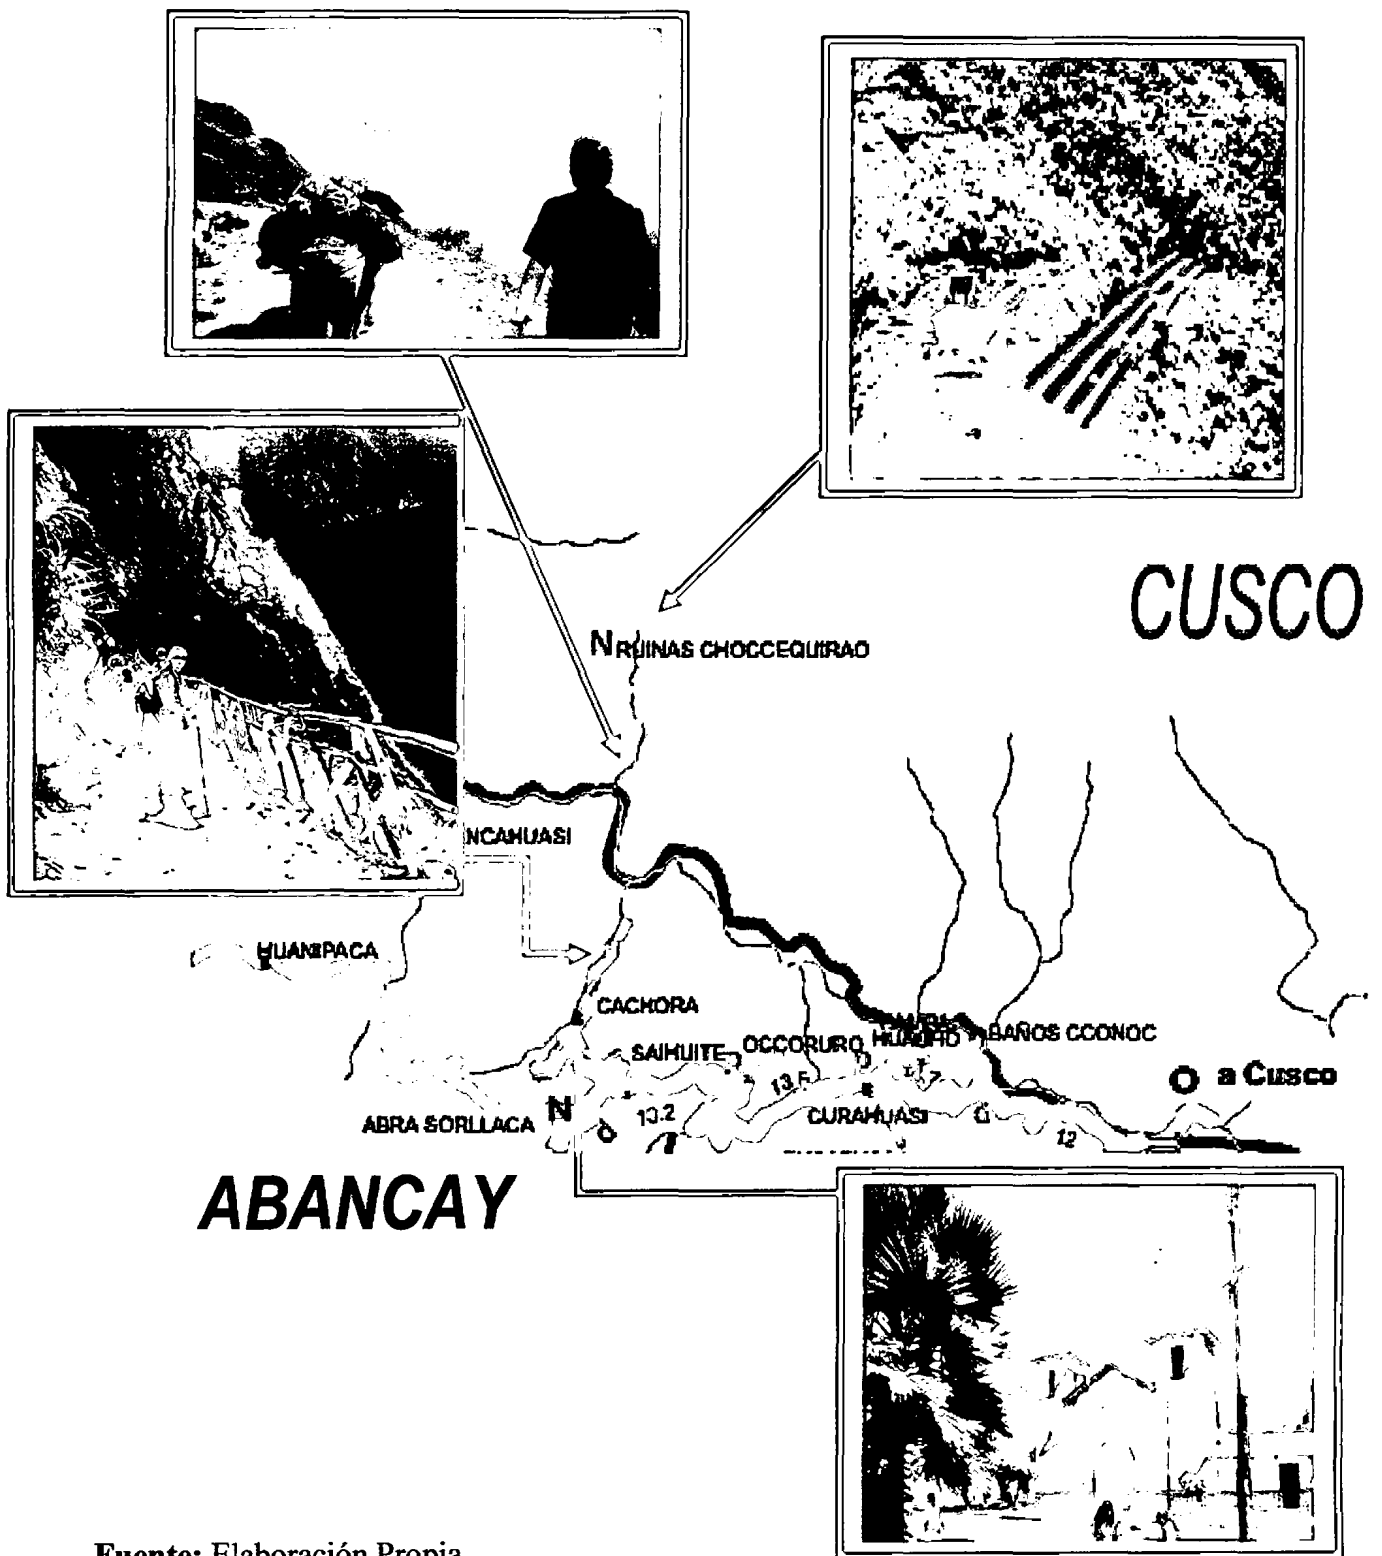 CUSCO
N RUINAS CHOCCEQUIRAO
NCAHUASI
HUANIPACA
CACHORA
BAÑOS CCONOC
SAIHUITE
OCCORURO
13.5
a Cusco
ABRA SORLLACA
N
13.2
CURAHUASI
12
ABANCAY
Fuente: Elaboración Propia